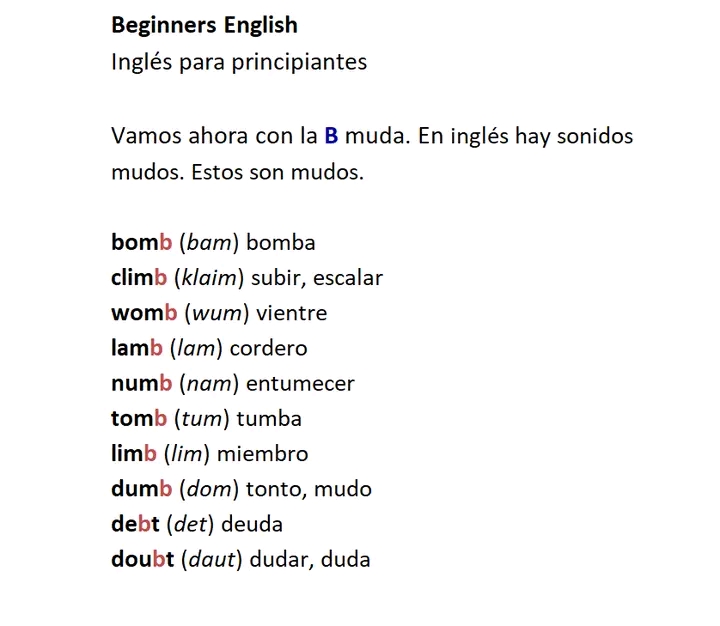 Beginners English
Inglés para principiantes
Vamos ahora con la B muda. En inglés hay sonidos
mudos. Estos son mudos.
bomb (bam) bomba
climb (klaim) subir, escalar
womb (wum) vientre
lamb (lam) cordero
numb (nam) entumecer
tomb (tum) tumba
limb (lim) miembro
dumb (dom) tonto, mudo
debt (det) deuda
doubt (daut) dudar, duda